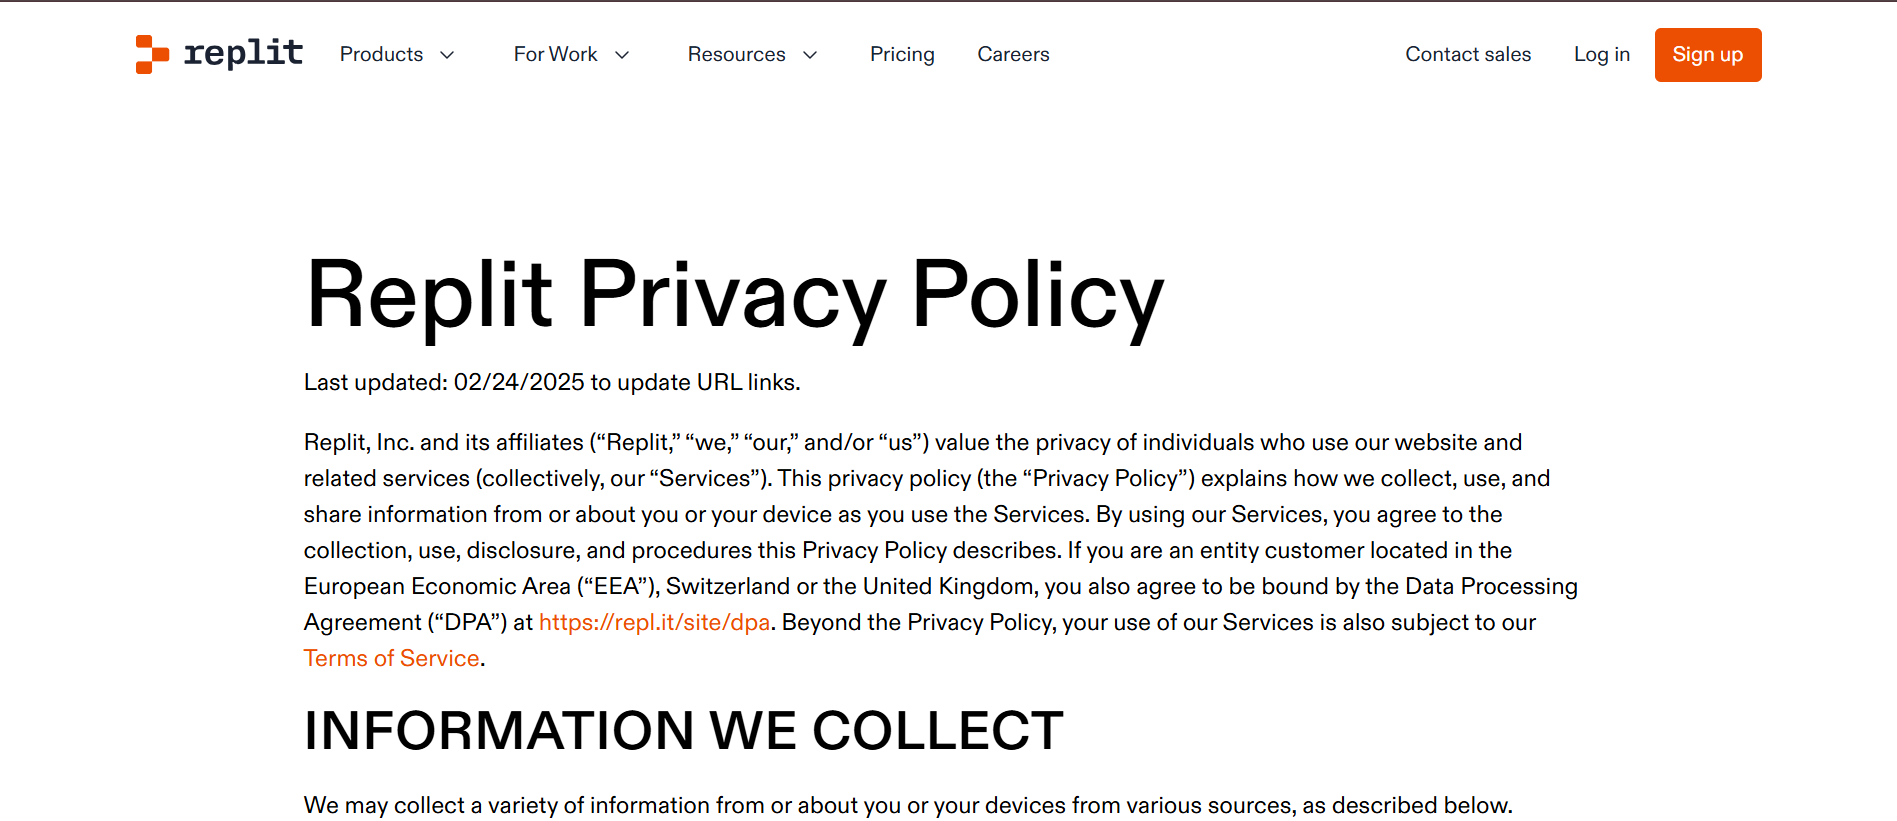 replit Products For Work Resources Pricing Careers Contact sales Log in Sign up
Replit Privacy Policy
Last updated: 02/24/2025 to update URL links.
Replit, Inc. and its affiliates (“Replit,” “we,” “our,” and/or “us”) value the privacy of individuals who use our website and
related services (collectively, our “Services”). This privacy policy (the “Privacy Policy”) explains how we collect, use, and
share information from or about you or your device as you use the Services. By using our Services, you agree to the
collection, use, disclosure, and procedures this Privacy Policy describes. If you are an entity customer located in the
European Economic Area (“EEA”), Switzerland or the United Kingdom, you also agree to be bound by the Data Processing
Agreement (“DPA”) at https://repl.it/site/dpa. Beyond the Privacy Policy, your use of our Services is also subject to our
Terms of Service.
INFORMATION WE COLLECT
We may collect a variety of information from or about you or your devices from various sources, as described below.